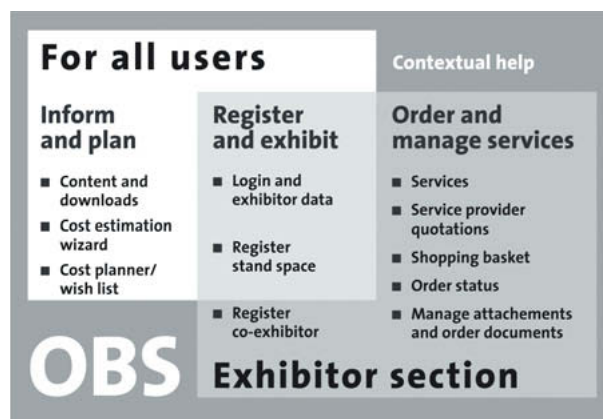 For all users
Contextual help
Inform
and plan
Content and
downloads
Cost estimation
wizard
Cost planner/
wish list
Register
and exhibit
Login and
exhibitor data
Register
stand space
Register
co-exhibitor
Order and
manage services
Services
Service provider
quotations
Shopping basket
Order status
Manage attachements
and order documents
OBS
Exhibitor section